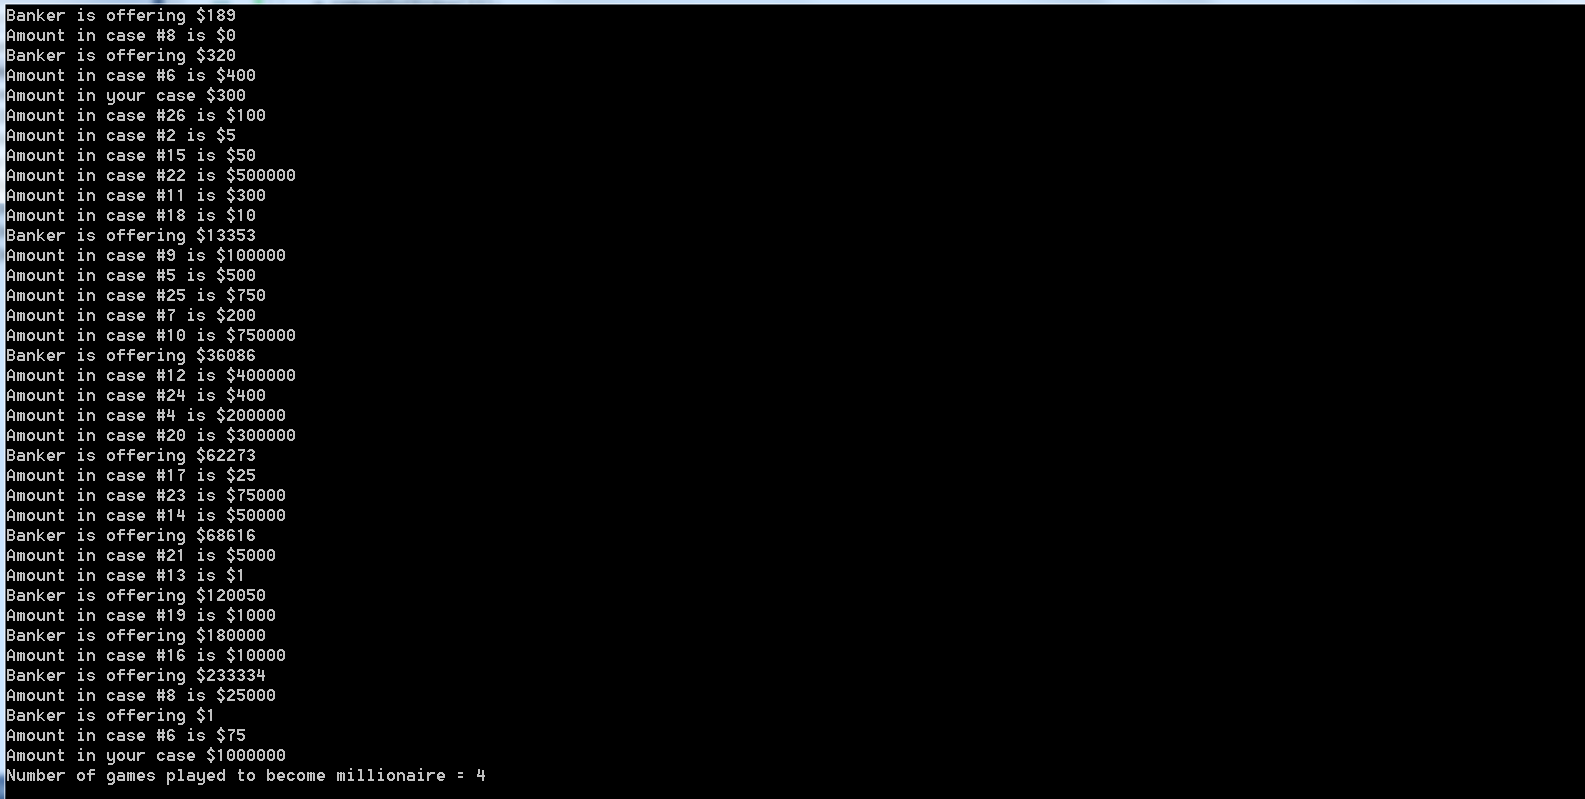 Banker is offering $189
Amount in case #8 is $0
Banker is offering $320
Amount in case #6 is $400
Amount in your case $300
Amount in case #26 is $100
Amount in case #2 is $5
Amount in case #15 is $50
Amount in case #22 is $500000
Amount in case #11 is $300
Amount in case #18 is $10
Banker is offering $13353
Amount in case #9 is $100000
Amount in case #5 is $500
Amount in case #25 is $750
Amount in case #7 is $200
Amount in case #10 is $750000
Banker is offering $36086
Amount in case #12 is $400000
Amount in case #24 is $400
Amount in case #4 is $200000
Amount in case #20 is $300000
Banker is offering $62273
Amount in case #17 is $25
Amount in case #23 is $75000
Amount in case #14 is $50000
Banker is offering $68616
Amount in case #21 is $5000
Amount in case #13 is $1
Banker is offering $120050
Amount in case #19 is $1000
Banker is offering $180000
Amount in case #16 is $10000
Banker is offering $233334
Amount in case #8 is $25000
Banker is offering $1
Amount in case #6 is $75
Amount in your case $1000000
Number of games played to become millionaire = 4